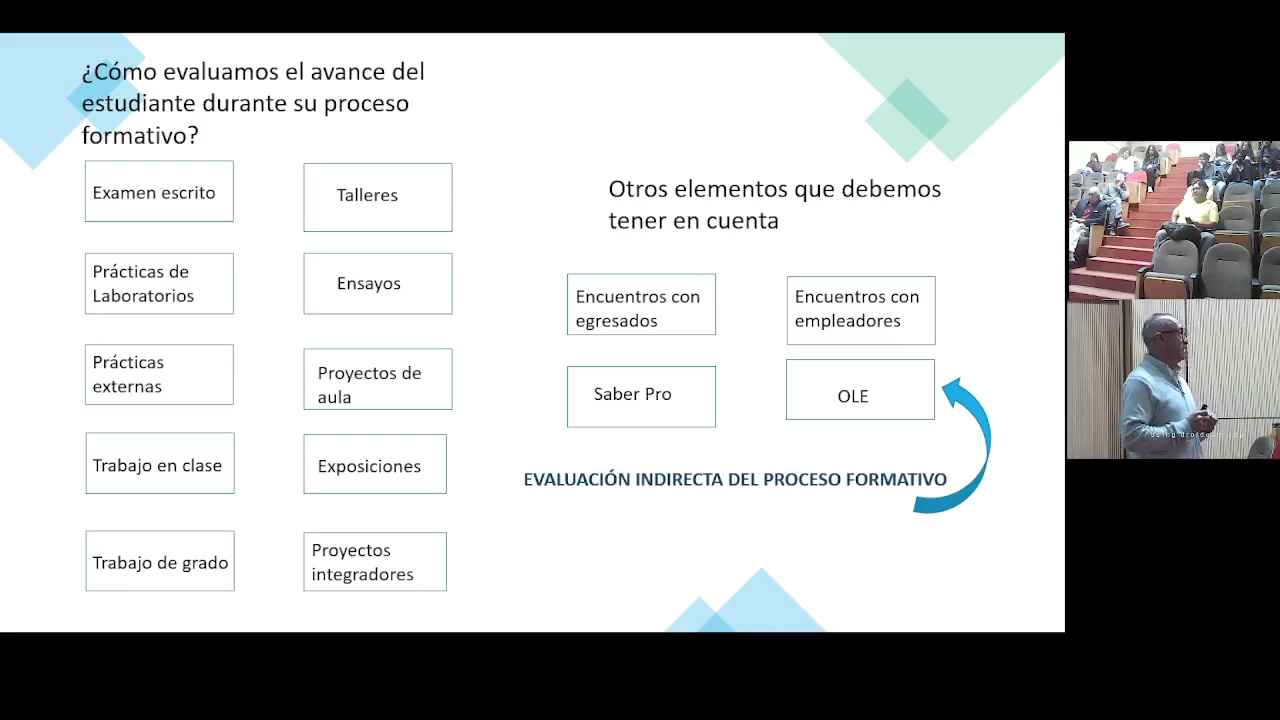 ¿Cómo evaluamos el avance del
estudiante durante su proceso
formativo?
Examen escrito
Talleres
Prácticas de
Laboratorios
Ensayos
Prácticas
externas
Proyectos de
aula
Trabajo en clase
Exposiciones
Trabajo de grado
Proyectos
integradores
Otros elementos que debemos
tener en cuenta
Encuentros con
egresados
Encuentros con
empleadores
Saber Pro
OLE
EVALUACIÓN INDIRECTA DEL PROCESO FORMATIVO